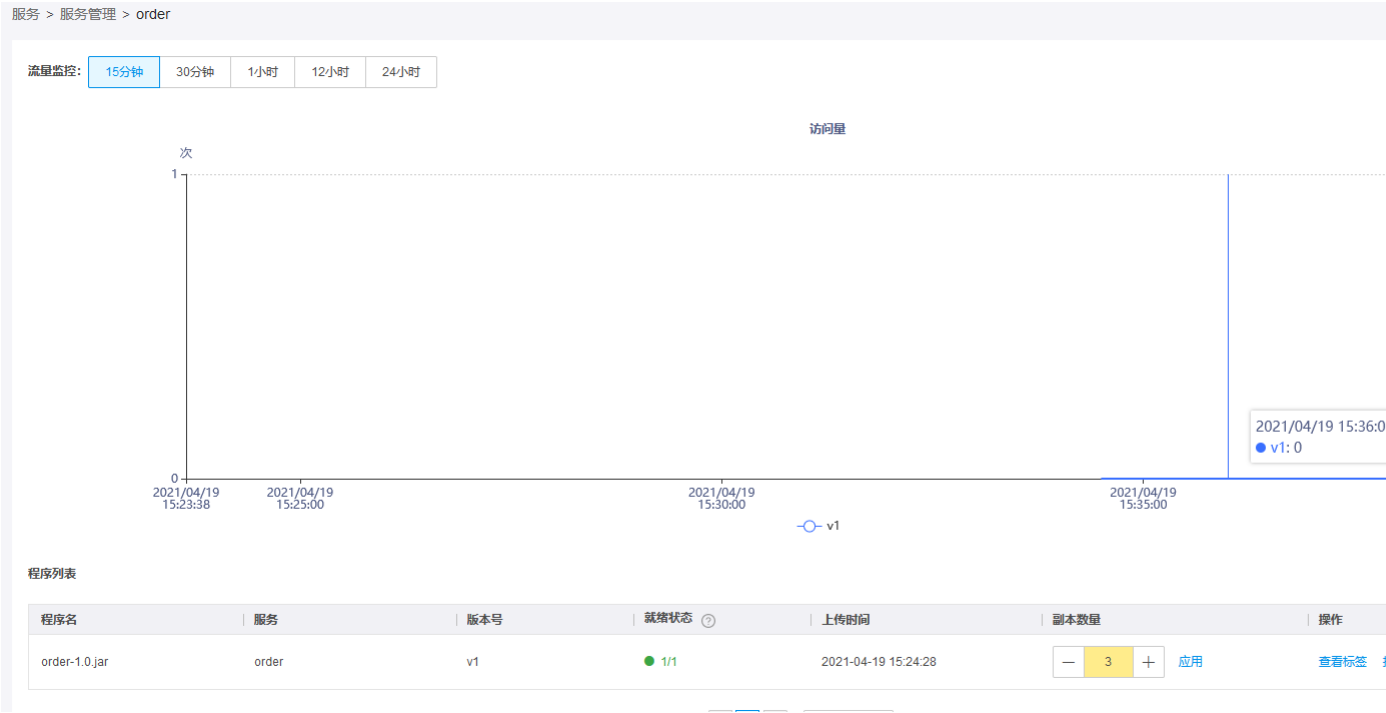 服务 > 服务管理 > order
流量监控: 15分钟 30分钟 1小时 12小时 24小时
访问量
次
1
0
2021/04/19 15:23:38
2021/04/19 15:25:00
2021/04/19 15:30:00
2021/04/19 15:35:00
2021/04/19 15:36:0
v1: 0
v1
程序列表
程序名 服务 版本号 就绪状态 ? 上传时间 副本数量 操作
order-1.0.jar order v1 1/1 2021-04-19 15:24:28 − 3 + 应用 查看标签